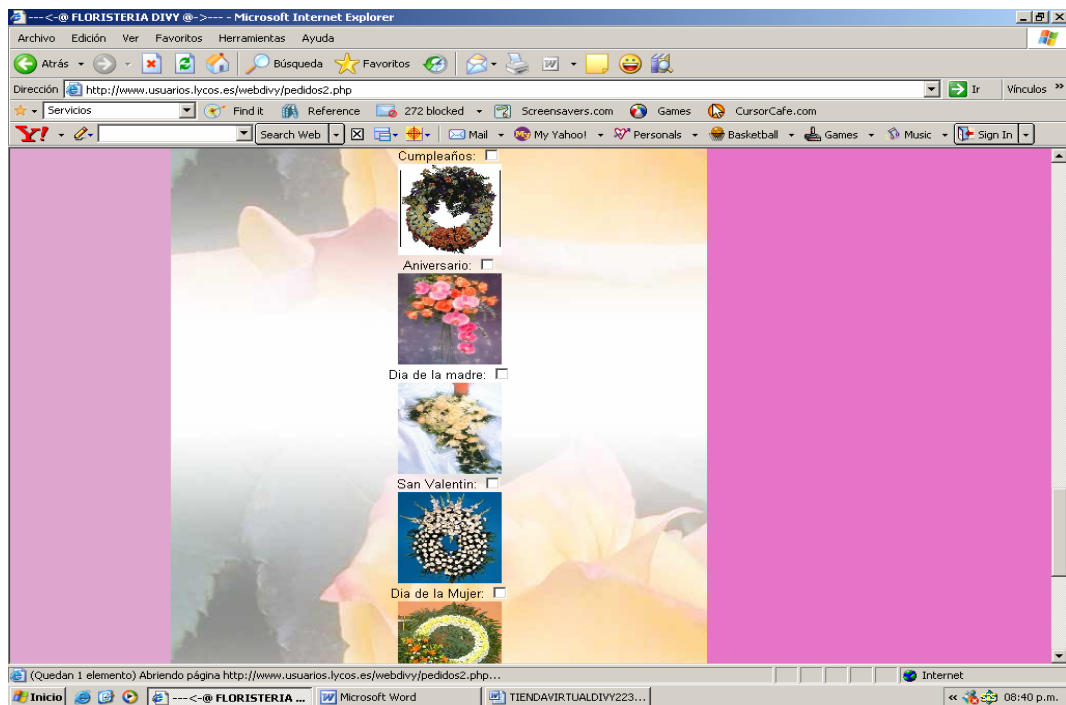 ---<-@ FLORISTERIA DIVY @->--- - Microsoft Internet Explorer
Archivo Edición Ver Favoritos Herramientas Ayuda
Atrás Búsqueda Favoritos
Dirección http://www.usuarios.lycos.es/webdivy/pedidos2.php Ir Vínculos »
Servicios Find it Reference 272 blocked Screensavers.com Games CursorCafe.com
Y! Search Web Mail My Yahoo! Personals Basketball Games Music Sign In
Cumpleaños:
Aniversario:
Dia de la madre:
San Valentin:
Dia de la Mujer:
(Quedan 1 elemento) Abriendo página http://www.usuarios.lycos.es/webdivy/pedidos2.php... Internet
Inicio ---<-@ FLORISTERIA ... Microsoft Word TIENDAVIRTUALDIVY223... « 08:40 p.m.